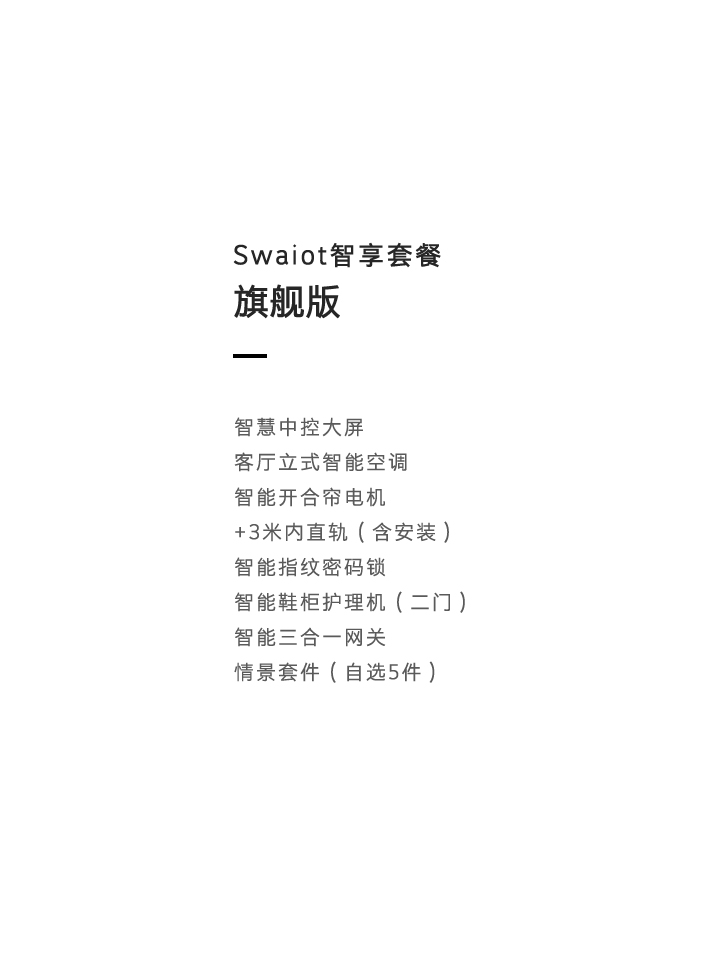 Swaiot智享套餐
旗舰版
智慧中控大屏
客厅立式智能空调
智能开合帘电机
+3米内直轨（含安装）
智能指纹密码锁
智能鞋柜护理机（二门）
智能三合一网关
情景套件（自选5件）